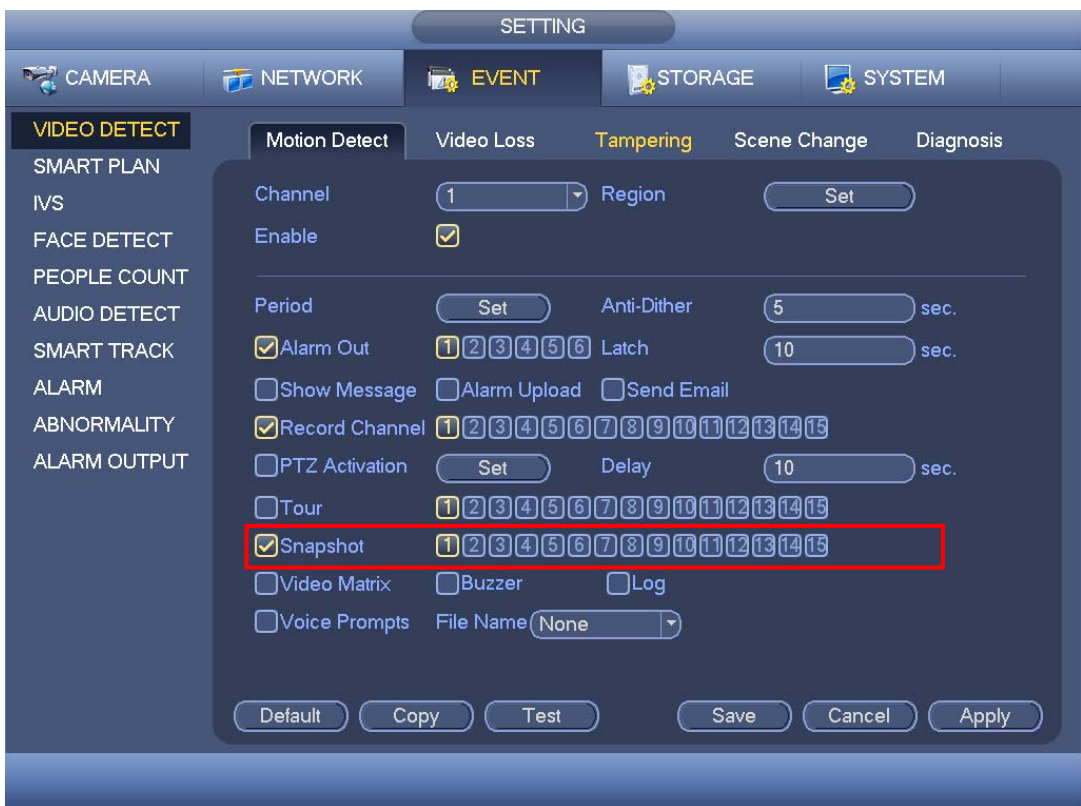 SETTING
CAMERA NETWORK EVENT STORAGE SYSTEM
VIDEO DETECT
SMART PLAN
IVS
FACE DETECT
PEOPLE COUNT
AUDIO DETECT
SMART TRACK
ALARM
ABNORMALITY
ALARM OUTPUT
Motion Detect Video Loss Tampering Scene Change Diagnosis
Channel 1 Region Set
Enable
Period Set Anti-Dither 5 sec.
Alarm Out 1 2 3 4 5 6 Latch 10 sec.
Show Message Alarm Upload Send Email
Record Channel 1 2 3 4 5 6 7 8 9 10 11 12 13 14 15
PTZ Activation Set Delay 10 sec.
Tour 1 2 3 4 5 6 7 8 9 10 11 12 13 14 15
Snapshot 1 2 3 4 5 6 7 8 9 10 11 12 13 14 15
Video Matrix Buzzer Log
Voice Prompts File Name None
Default Copy Test Save Cancel Apply